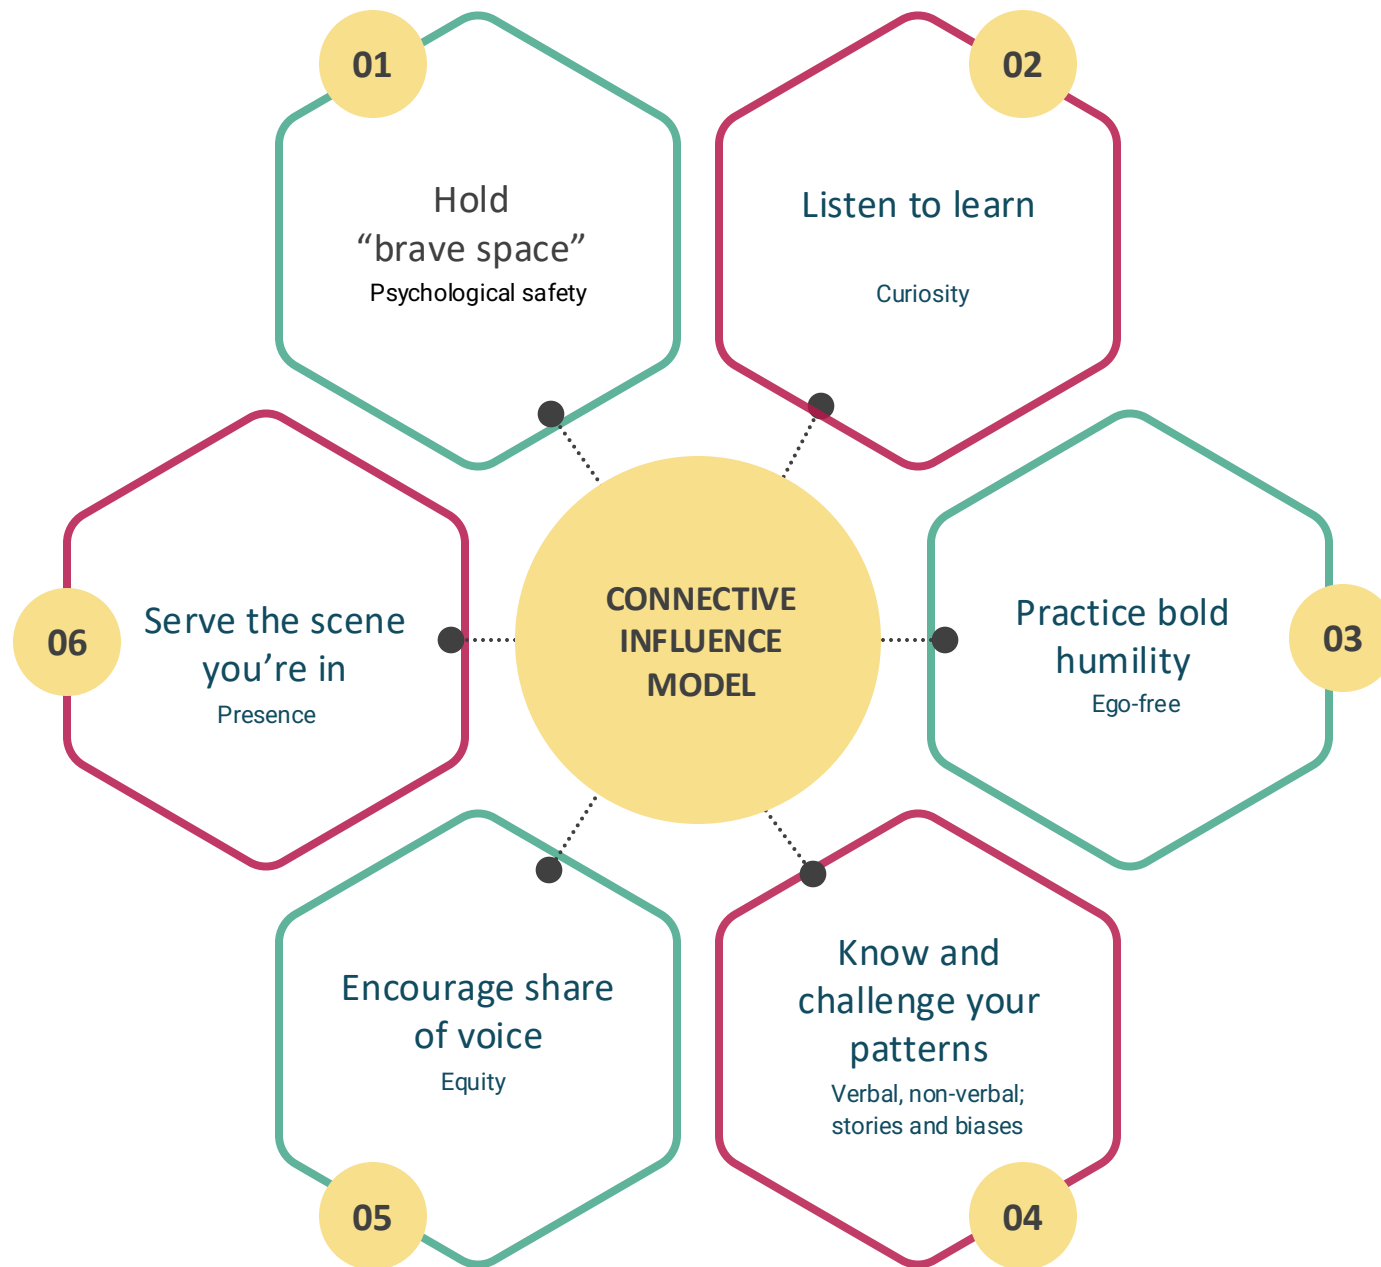 01
Hold
“brave space”
Psychological safety
02
Listen to learn
Curiosity
CONNECTIVE
INFLUENCE
MODEL
03
Practice bold
humility
Ego-free
04
Know and
challenge your
patterns
Verbal, non-verbal;
stories and biases
05
Encourage share
of voice
Equity
06
Serve the scene
you’re in
Presence